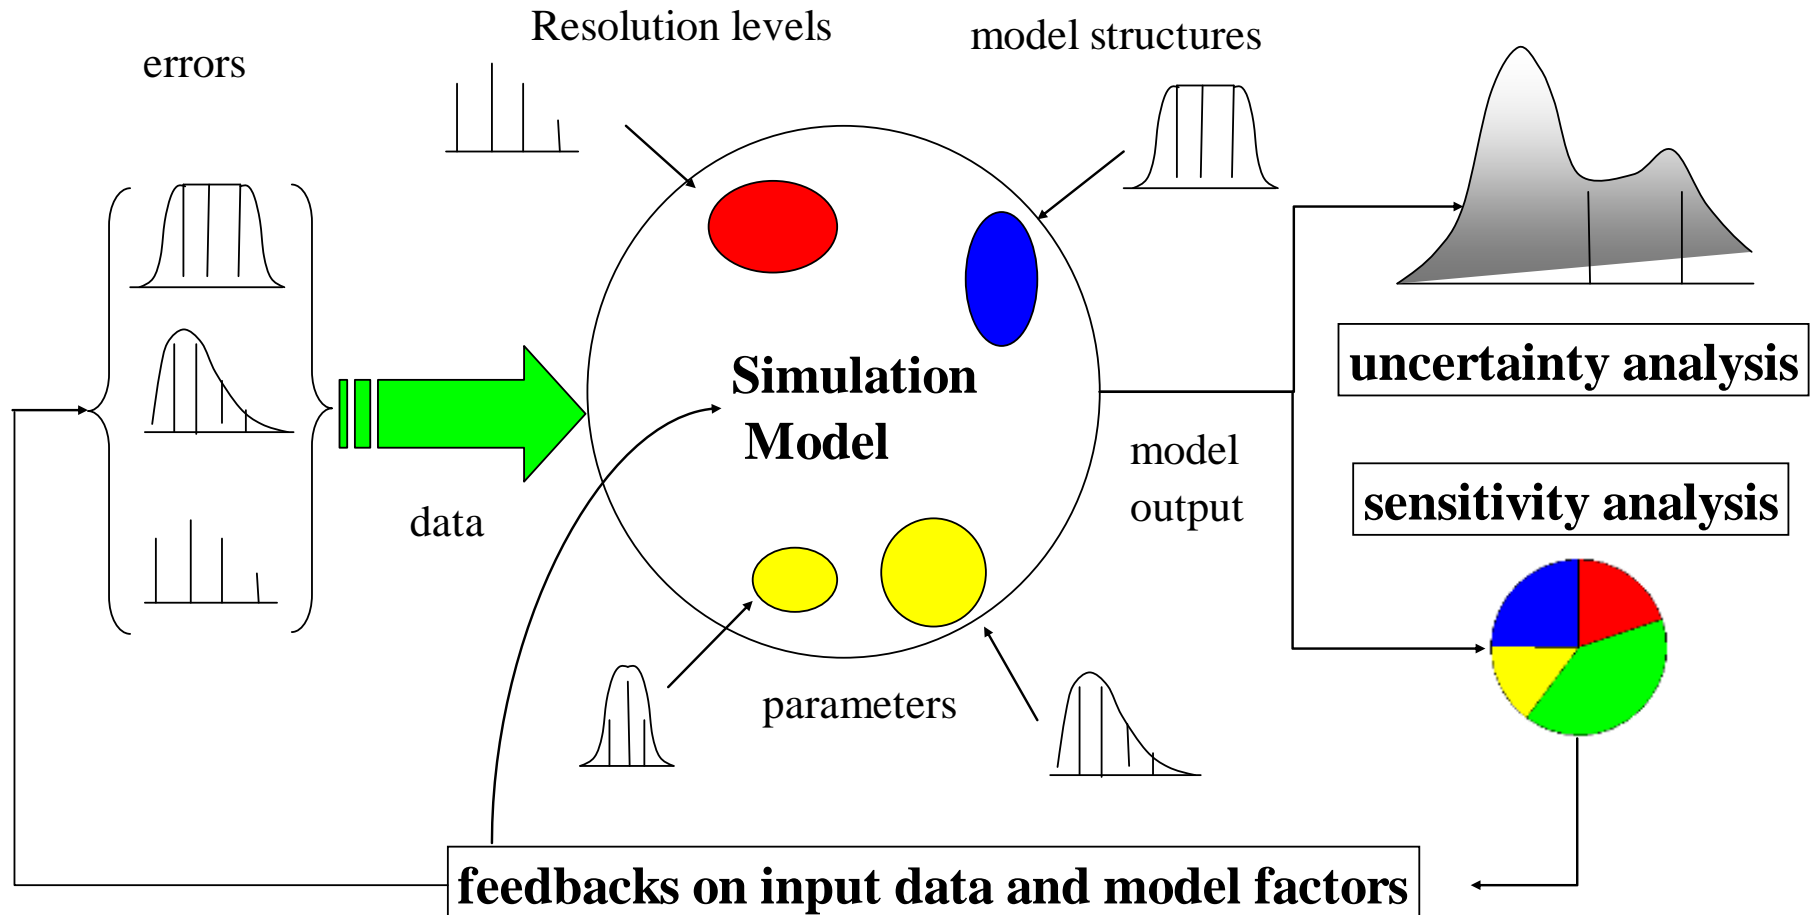 Resolution levels
model structures
errors
uncertainty analysis
Simulation
Model
model
output
sensitivity analysis
data
parameters
feedbacks on input data and model factors